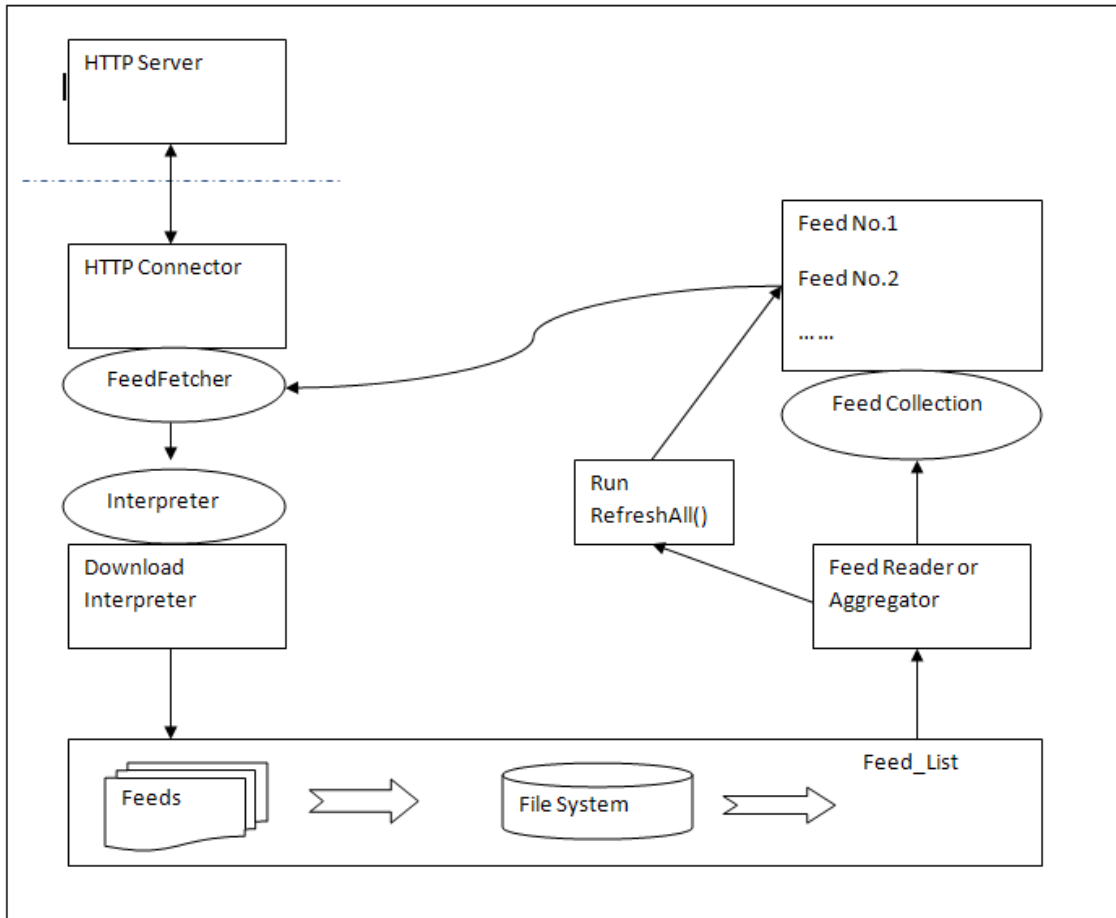 HTTP Server
HTTP Connector
FeedFetcher
Interpreter
Download
Interpreter
Feed No.1
Feed No.2
... ...
Feed Collection
Run
RefreshAll()
Feed Reader or
Aggregator
Feeds
File System
Feed_List